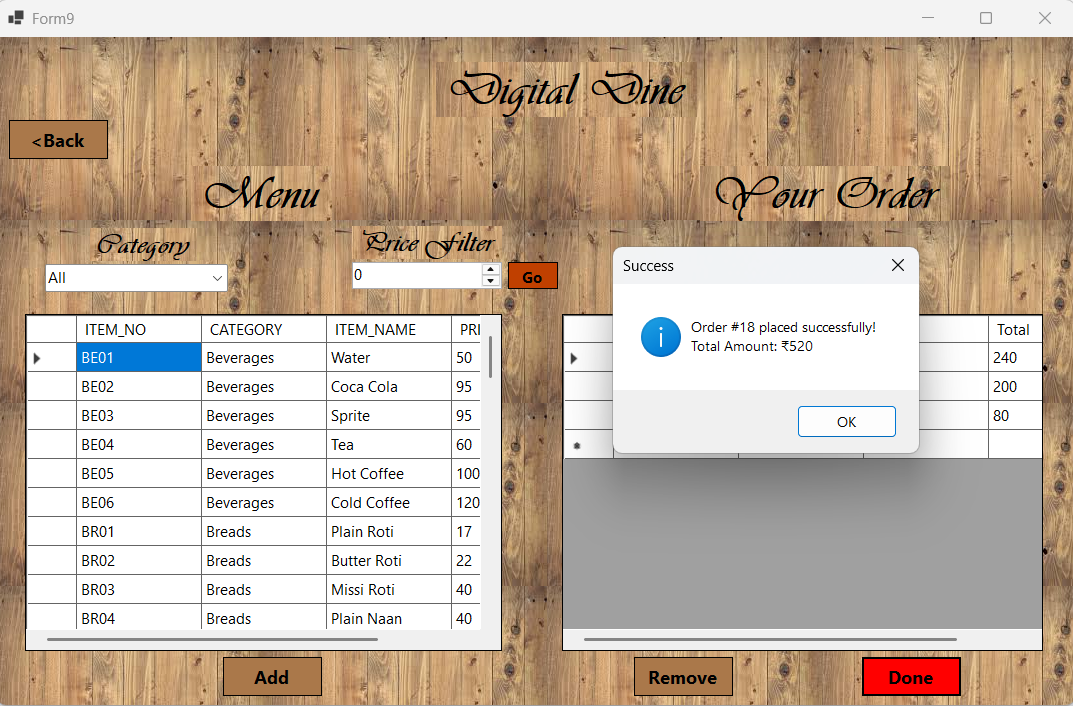 Form9
Digital Dine
<Back
Menu
Your Order
Category
Price Filter
All
0
Go
Success
Order #18 placed successfully!
Total Amount: ₹520
OK
ITEM_NO CATEGORY ITEM_NAME PRI
BE01 Beverages Water 50
BE02 Beverages Coca Cola 95
BE03 Beverages Sprite 95
BE04 Beverages Tea 60
BE05 Beverages Hot Coffee 100
BE06 Beverages Cold Coffee 120
BR01 Breads Plain Roti 17
BR02 Breads Butter Roti 22
BR03 Breads Missi Roti 40
BR04 Breads Plain Naan 40
Total
240
200
80
Add
Remove
Done